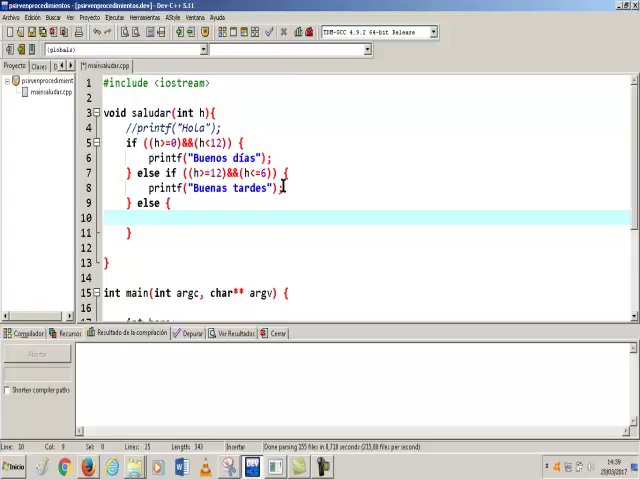 psirvenprocedimientos - [psirvenprocedimientos.dev] - Dev-C++ 5.11
Archivo Edición Buscar Ver Proyecto Ejecutar Herramientas AStyle Ventana Ayuda
TDM-GCC 4.9.2 64-bit Release
(globals)
Proyecto Clases D
[*] mainsaludar.cpp
psirvenprocedimient
mainsaludar.cpp
1 #include <iostream>
2
3 void saludar(int h){
4 //printf("Hola");
5 if ((h>=0)&&(h<12)) {
6 printf("Buenos días");
7 } else if ((h>=12)&&(h<=6)) {
8 printf("Buenas tardes");
9 } else {
10
11 }
12
13 }
14
15 int main(int argc, char** argv) {
16
Compilador Recursos Resultado de la compilación Depurar Ver Resultados Cerrar
Abortar
Shorten compiler paths
Line: 10 Col: 9 Sel: 0 Lines: 25 Length: 343 Insertar Done parsing 155 files in 8,718 seconds (215,80 files per second)
Inicio
14:39
20/03/2017